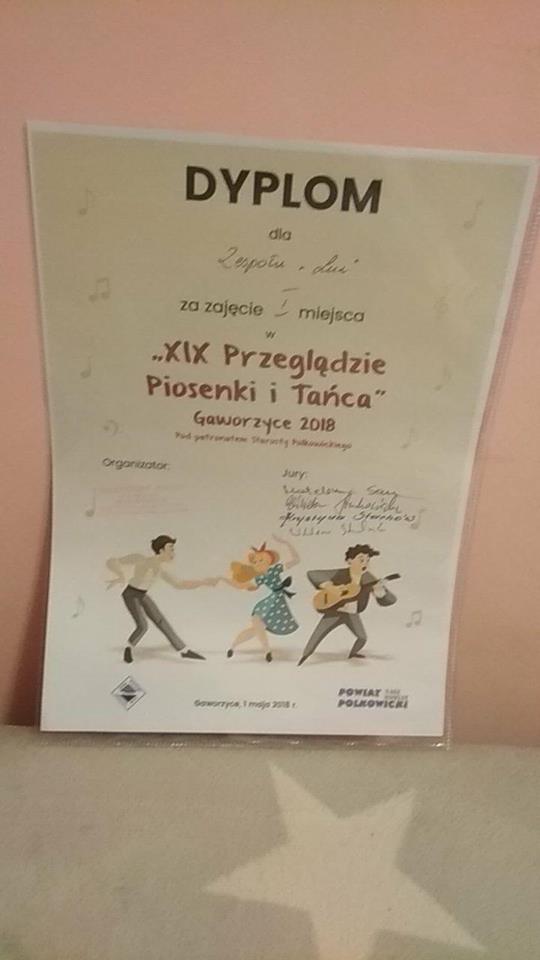 DYPLOM
dla
Zespołu „
za zajęcie I miejsca
w
„XIX Przeglądzie
Piosenki i Tańca”
Gaworzyce 2018
Pod patronatem Starosty Polkowickiego
Organizator:
Jury:
Gaworzyce, 1 maja 2018 r.
POWIAT
POLKOWICKI